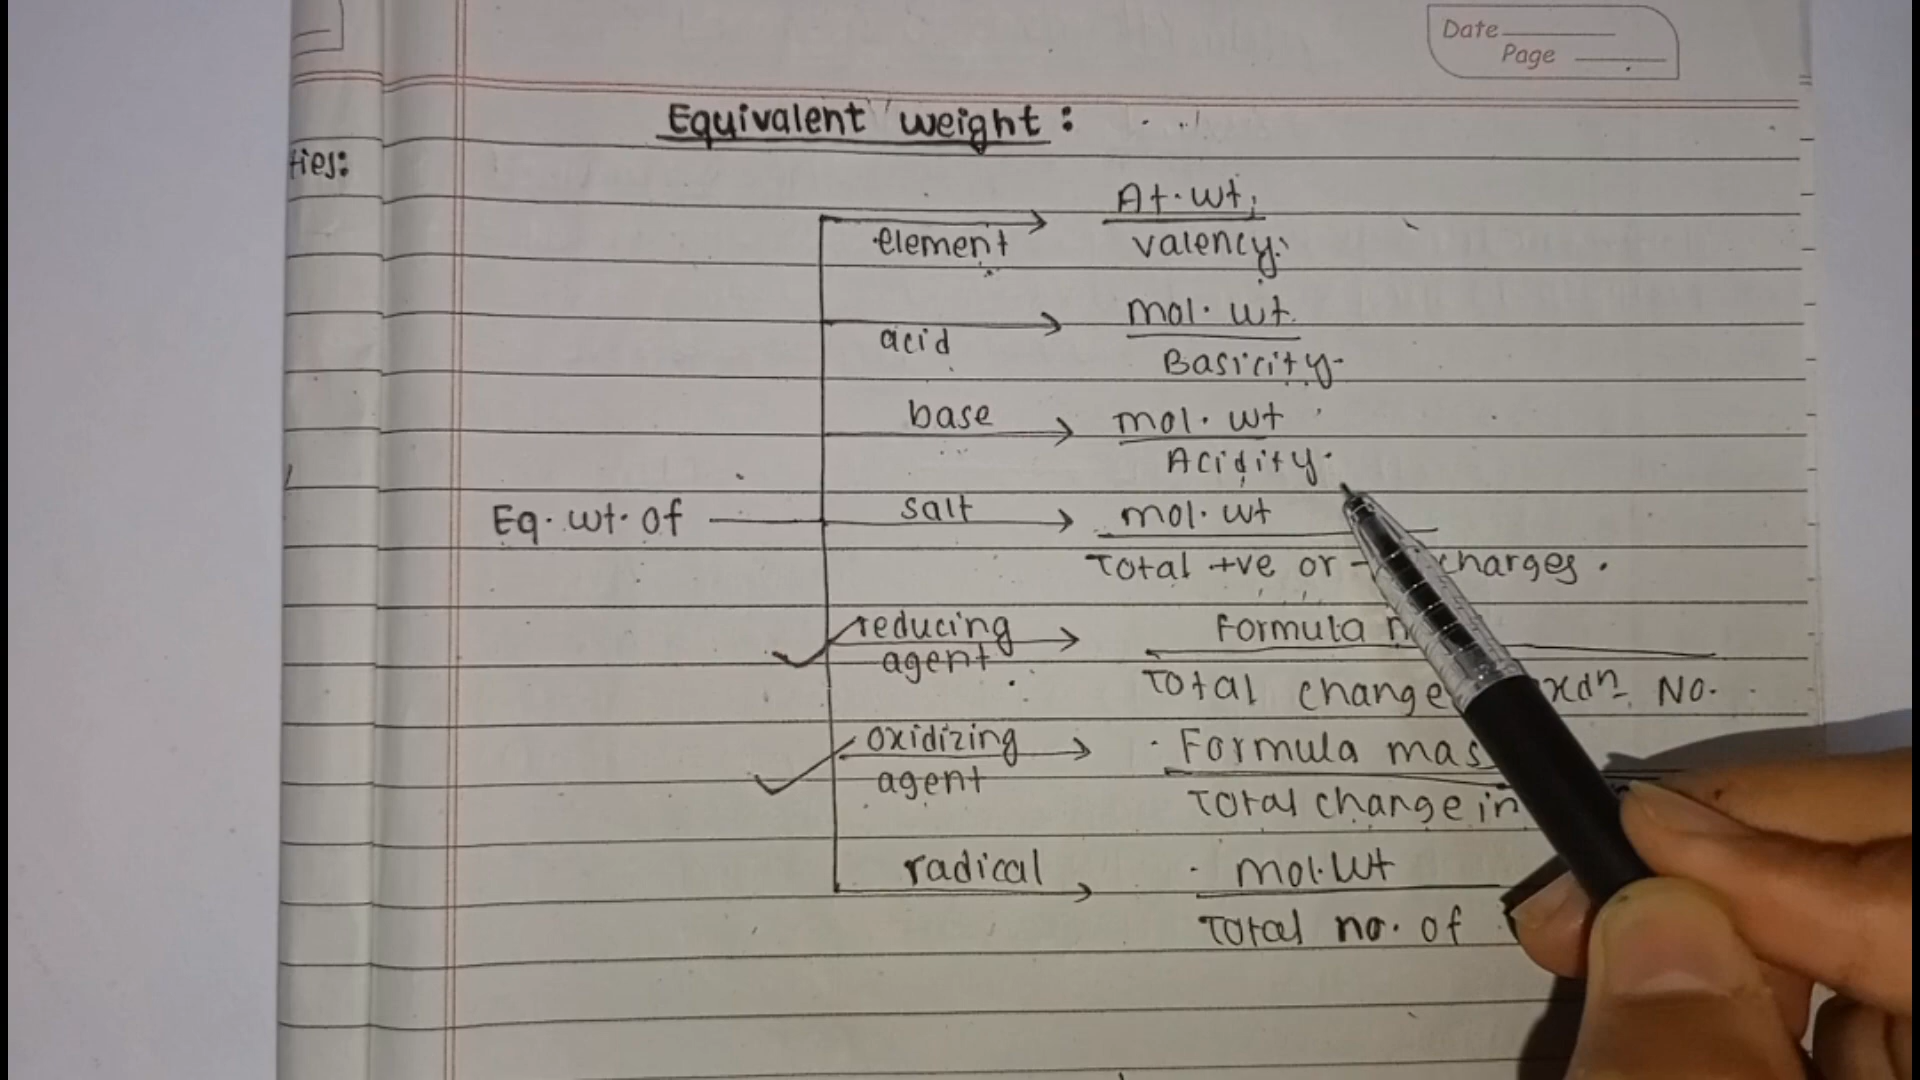 Date
Page
Equivalent weight:
ties:
At. wt.
element
valency.
mol. wt.
acid
Basicity
base
mol. wt
Acidity
Eq. wt. of
salt
mol. wt
Total +ve or charges.
reducing
agent
Formula
Total change oxdn No.
oxidizing
agent
Formula mass
Total change in
radical
mol. wt
Total no. of